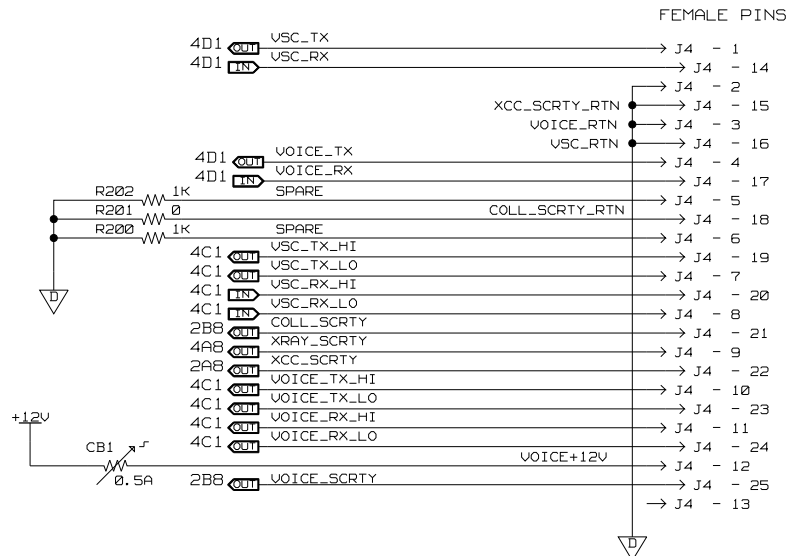 FEMALE PINS
4D1 OUT VSC_TX J4 - 1
4D1 IN VSC_RX J4 - 14
J4 - 2
XCC_SCRTY_RTN J4 - 15
VOICE_RTN J4 - 3
VSC_RTN J4 - 16
4D1 OUT VOICE_TX J4 - 4
4D1 IN VOICE_RX J4 - 17
R202 1K SPARE J4 - 5
R201 0 COLL_SCRTY_RTN J4 - 18
R200 1K SPARE J4 - 6
4C1 OUT VSC_TX_HI J4 - 19
4C1 OUT VSC_TX_LO J4 - 7
D
4C1 IN VSC_RX_HI J4 - 20
4C1 IN VSC_RX_LO J4 - 8
2B8 OUT COLL_SCRTY J4 - 21
4A8 OUT XRAY_SCRTY J4 - 9
2A8 OUT XCC_SCRTY J4 - 22
4C1 OUT VOICE_TX_HI J4 - 10
4C1 OUT VOICE_TX_LO J4 - 23
+12V
4C1 OUT VOICE_RX_HI J4 - 11
4C1 OUT VOICE_RX_LO J4 - 24
CB1 0.5A VOICE+12V J4 - 12
2B8 OUT VOICE_SCRTY J4 - 25
J4 - 13
D